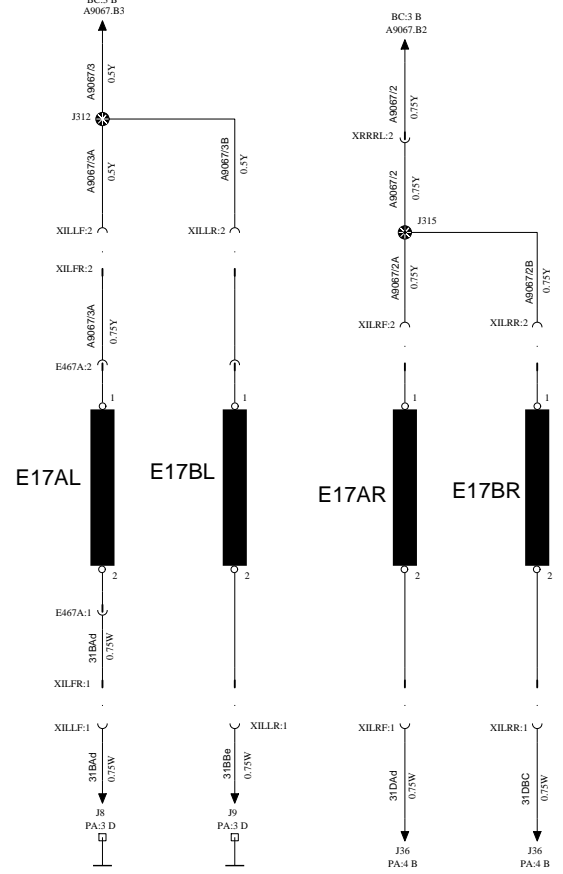 BC:3 B
A9067.B3
BC:3 B
A9067.B2
A9067/3
0.5Y
A9067/2
0.75Y
J312
XRRRL:2
A9067/3A
0.5Y
A9067/3B
0.5Y
A9067/2
0.75Y
J315
XILLF:2
XILLR:2
A9067/2A
0.75Y
A9067/2B
0.75Y
XILFR:2
A9067/3A
0.75Y
XILRF:2
XILRR:2
E467A:2
1
1
1
1
E17AL
E17BL
E17AR
E17BR
2
2
2
2
E467A:1
31BAd
0.75W
XILFR:1
XILLF:1
XILLR:1
XILRF:1
XILRR:1
31BAd
0.75W
31BBe
0.75W
31DAd
0.75W
31DBC
0.75W
J8
PA:3 D
J9
PA:3 D
J36
PA:4 B
J36
PA:4 B